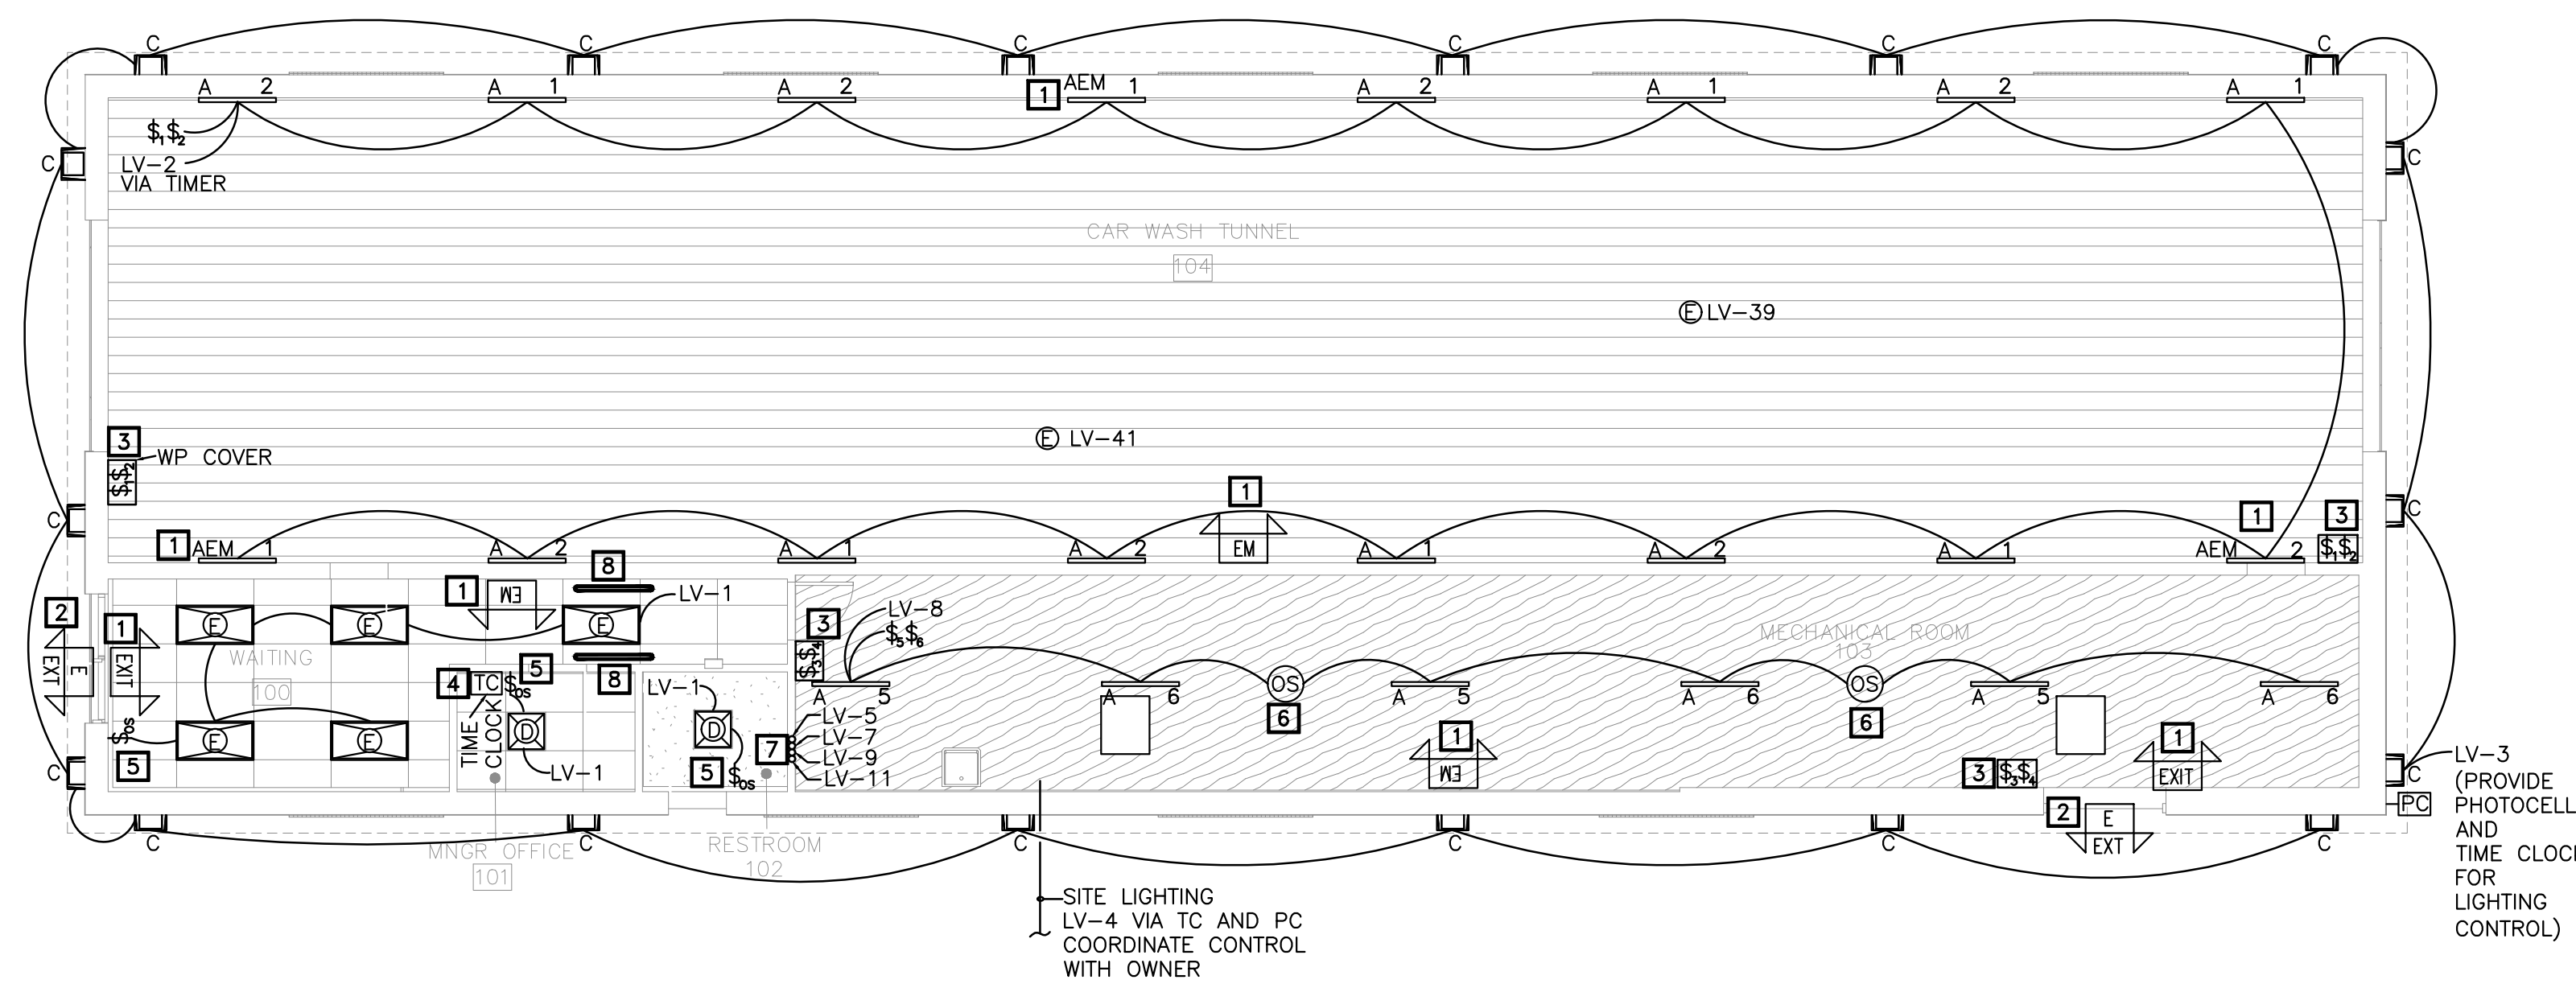 C C C C C C
A 2 A 1 A 2 1 AEM 1 A 2 A 1 A 2 A 1
$1$2
C
C
LV-2
VIA TIMER
CAR WASH TUNNEL
104
E LV-39
E LV-41
3
WP COVER
$1$2
C
C
1
EM
1 AEM 1 A 2 A 1 A 2 A 1 A 2 A 1 AEM 2
1
3
$1$2
8
1
EM
LV-1
2
1
E E E
EXIT
E
EXT
WAITING
100
8
5
4 TC $OS
TIME
CLOCK
D
LV-1
E E
$OS
5
C
LV-1
D
5 $OS
7
LV-5
LV-7
LV-9
LV-11
3
$3$4
LV-8
$5$6
MECHANICAL ROOM
103
A 5 A 6 OS A 5 A 6 OS A 5 A 6
6
6
1
EM
1
EXIT
3 $3$4
2
E
EXT
C
PC
LV-3
(PROVIDE
PHOTOCELL
AND
TIME CLOCK
FOR
LIGHTING
CONTROL)
C C C C C C
MNGR OFFICE
101
RESTROOM
102
SITE LIGHTING
LV-4 VIA TC AND PC
COORDINATE CONTROL
WITH OWNER